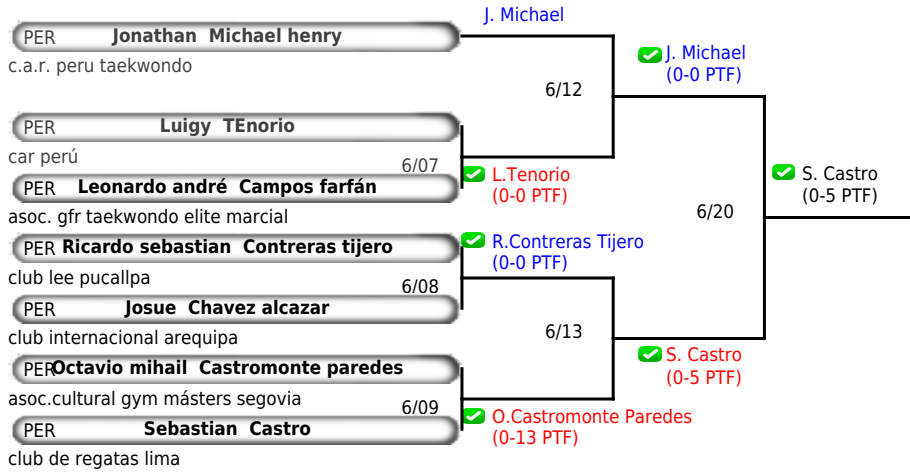 J. Michael
PER Jonathan Michael henry
c.a.r. peru taekwondo
J. Michael
(0-0 PTF)
6/12
PER Luigy TEnorio
car perú
6/07
L.Tenorio
(0-0 PTF)
PER Leonardo andré Campos farfán
asoc. gfr taekwondo elite marcial
S. Castro
(0-5 PTF)
6/20
PER Ricardo sebastian Contreras tijero
club lee pucallpa
R.Contreras Tijero
(0-0 PTF)
6/08
PER Josue Chavez alcazar
club internacional arequipa
6/13
S. Castro
(0-5 PTF)
PER Octavio mihail Castromonte paredes
asoc.cultural gym másters segovia
6/09
O.Castromonte Paredes
(0-13 PTF)
PER Sebastian Castro
club de regatas lima